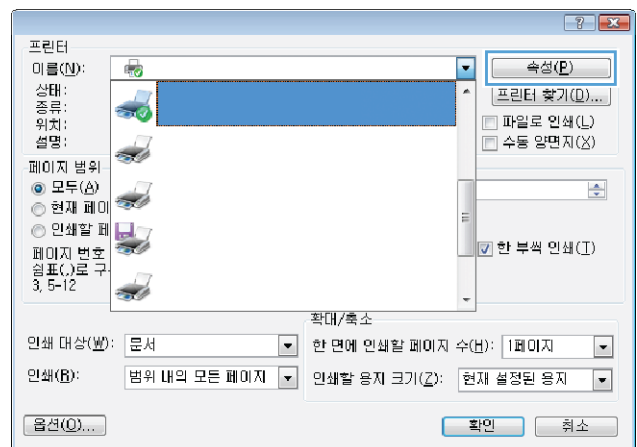 프린터
이름(N):
속성(P)
상태:
프린터 찾기(D)...
종류:
위치:
파일로 인쇄(L)
설명:
수동 양면지(X)
페이지 범위
모두(A)
현재 페이
인쇄할 페
페이지 번호
쉼표(,)로 구
3, 5-12
한 부씩 인쇄(T)
확대/축소
인쇄 대상(W): 문서
한 면에 인쇄할 페이지 수(H): 1페이지
인쇄(R): 범위 내의 모든 페이지
인쇄할 용지 크기(Z): 현재 설정된 용지
옵션(O)...
확인
취소